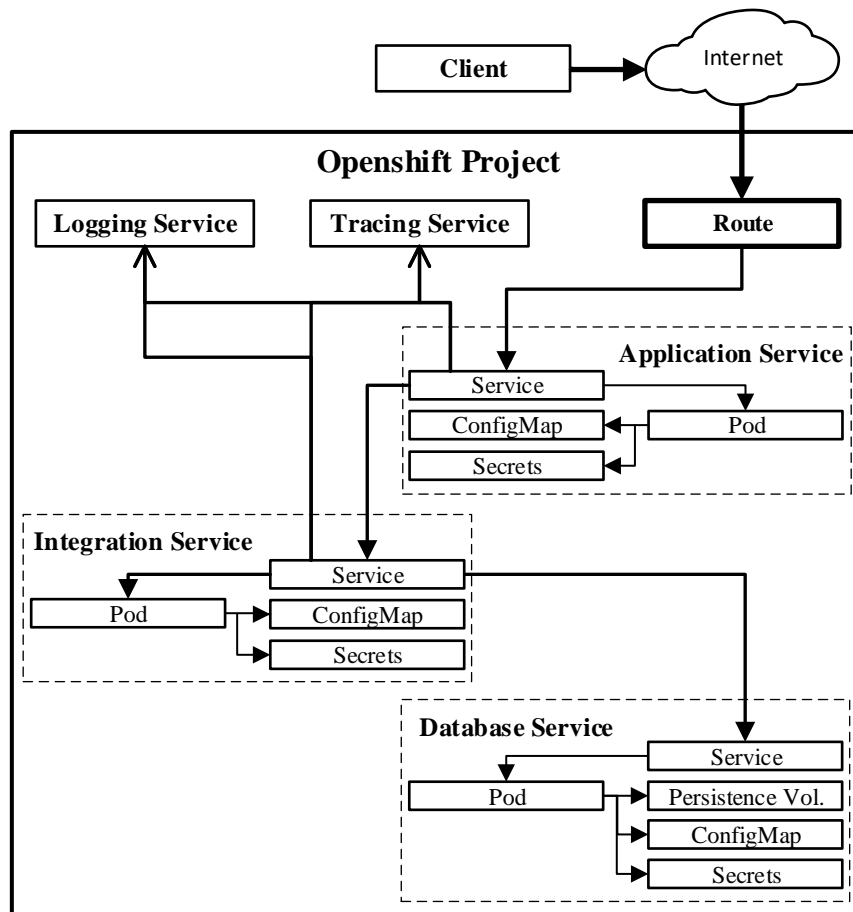 Client
Internet
Openshift Project
Logging Service
Tracing Service
Route
Application Service
Service
ConfigMap
Pod
Secrets
Integration Service
Service
Pod
ConfigMap
Secrets
Database Service
Service
Pod
Persistence Vol.
ConfigMap
Secrets